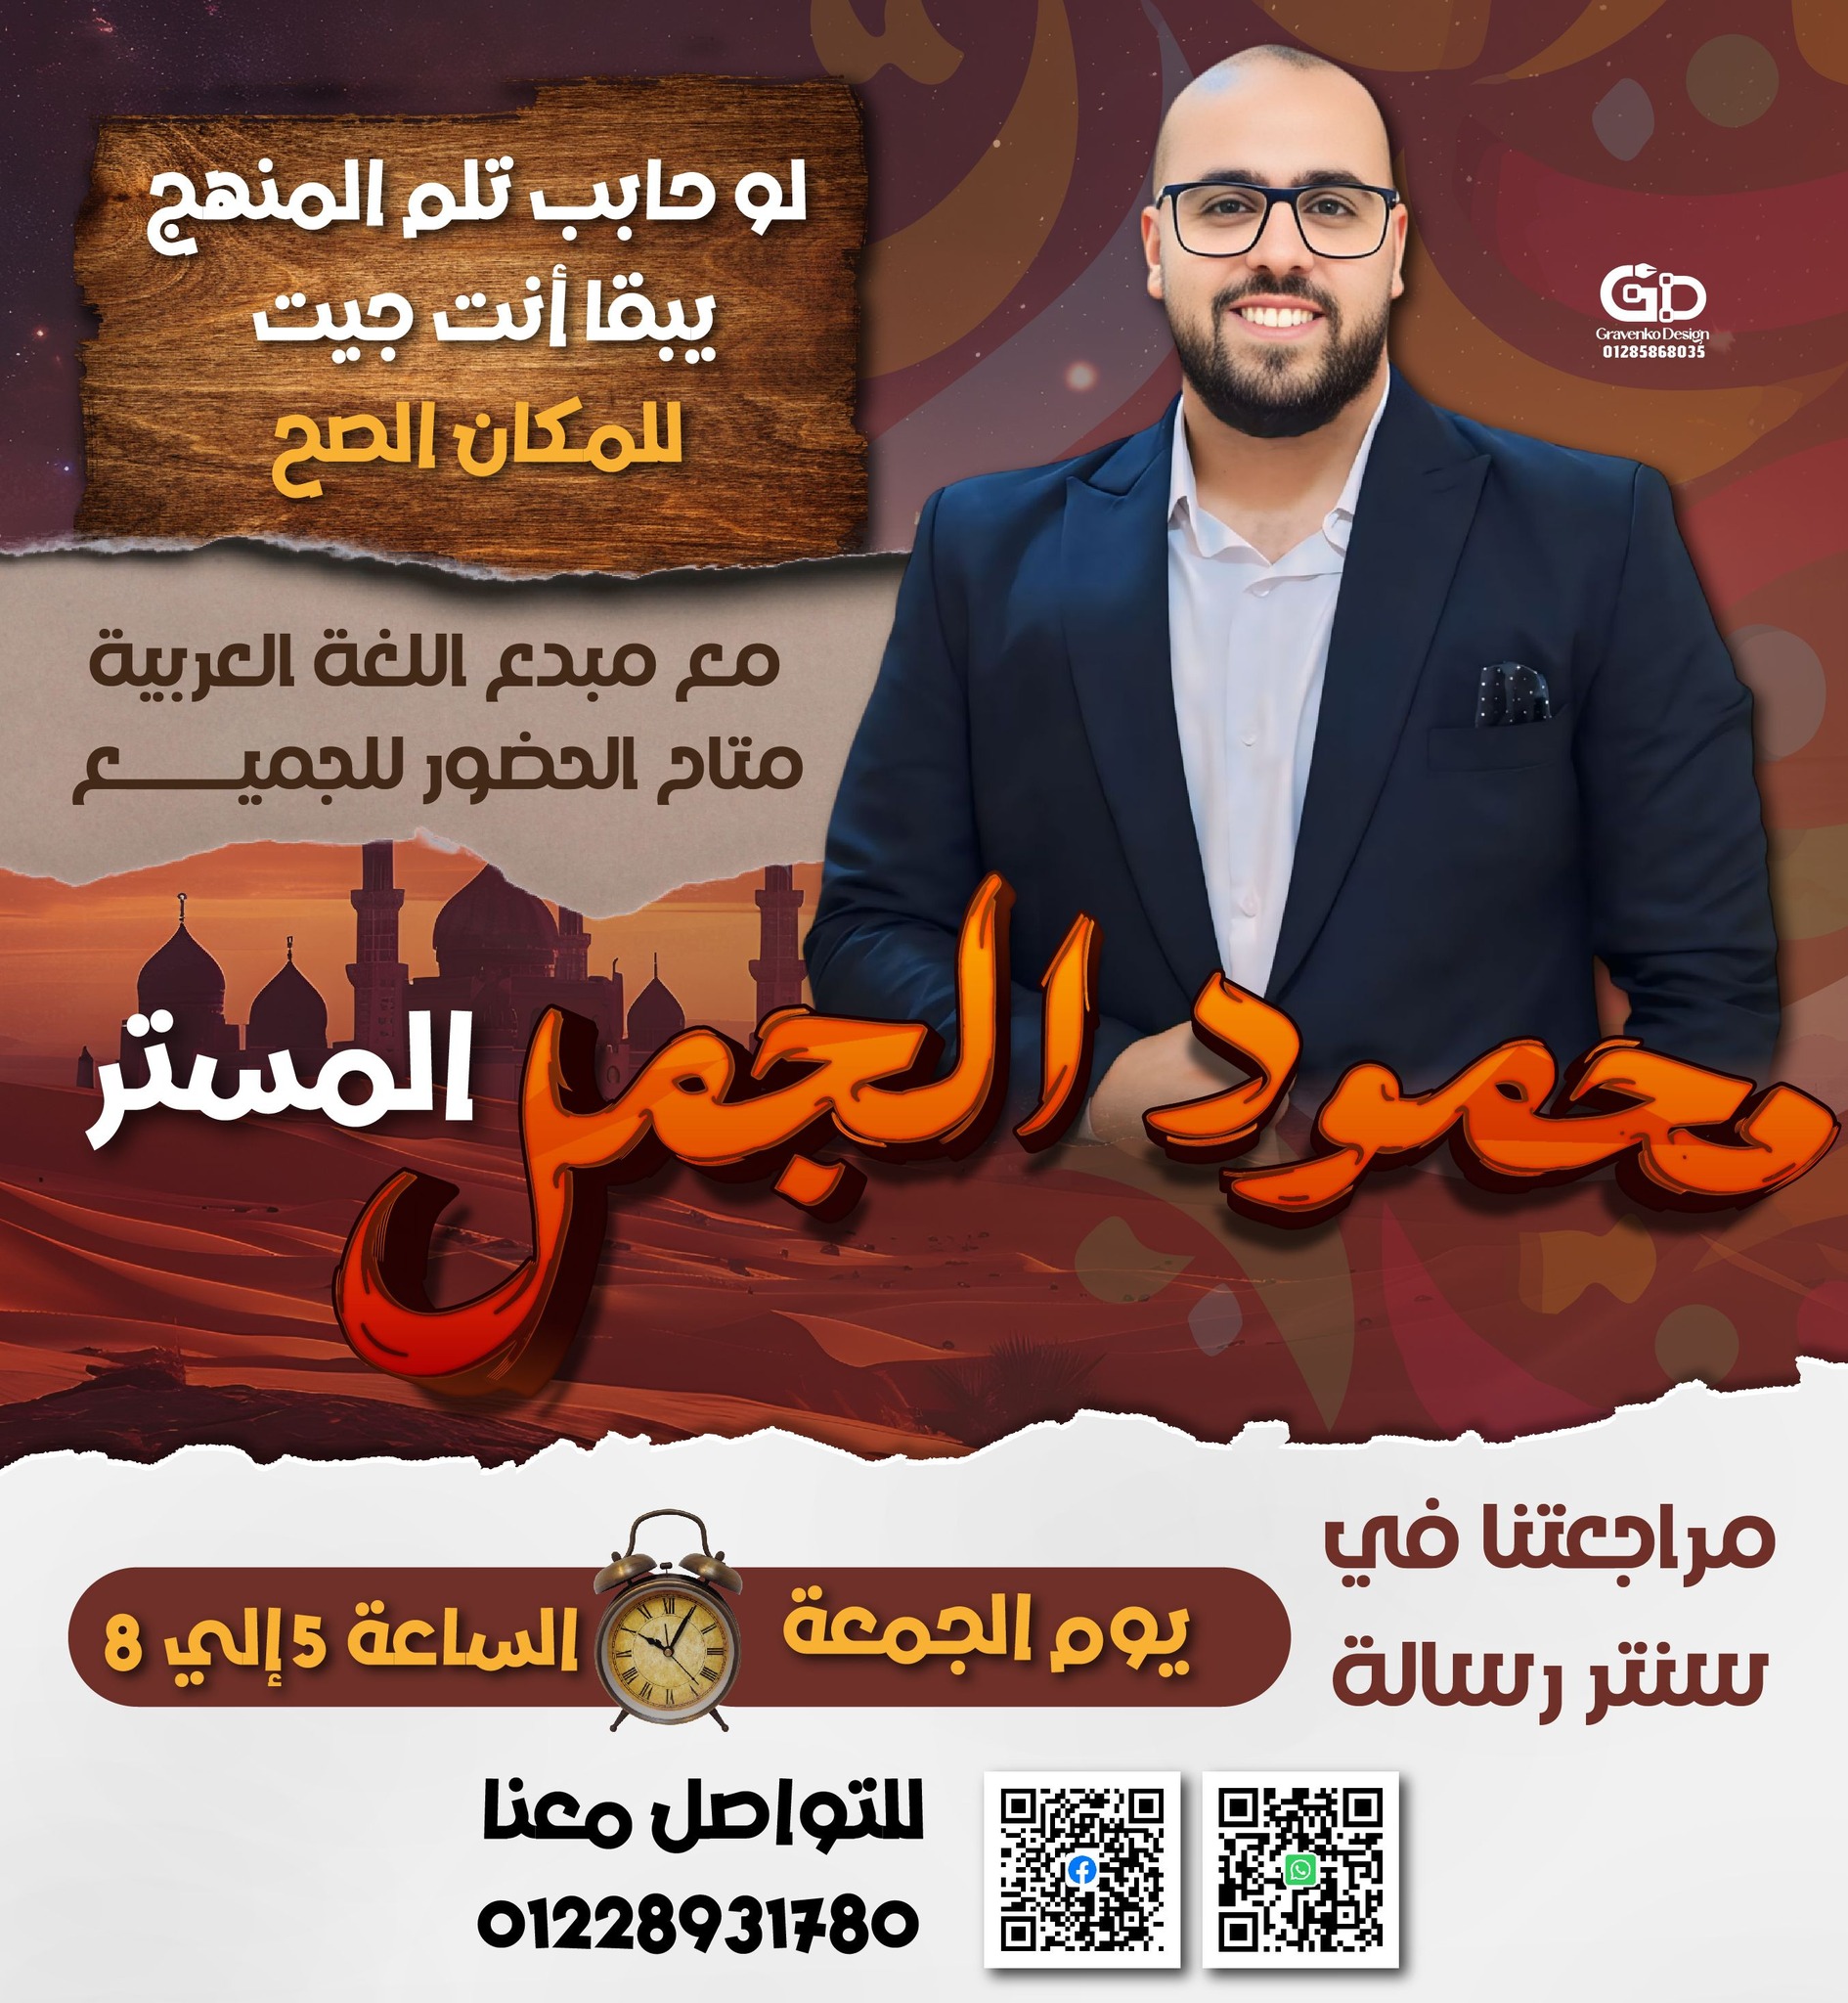 لو حابب تلم المنهج
يبقا أنت جيت
للمكان الصح
Gravenko Design
01285868035
مع مبدع اللغة العربية
متاح الحضور للجميـــــع
محمود الجمل
المستر
مراجعتنا في
سنتر رسالة
يوم الجمعة
الساعة 5 إلي 8
للتواصل معنا
01228931780